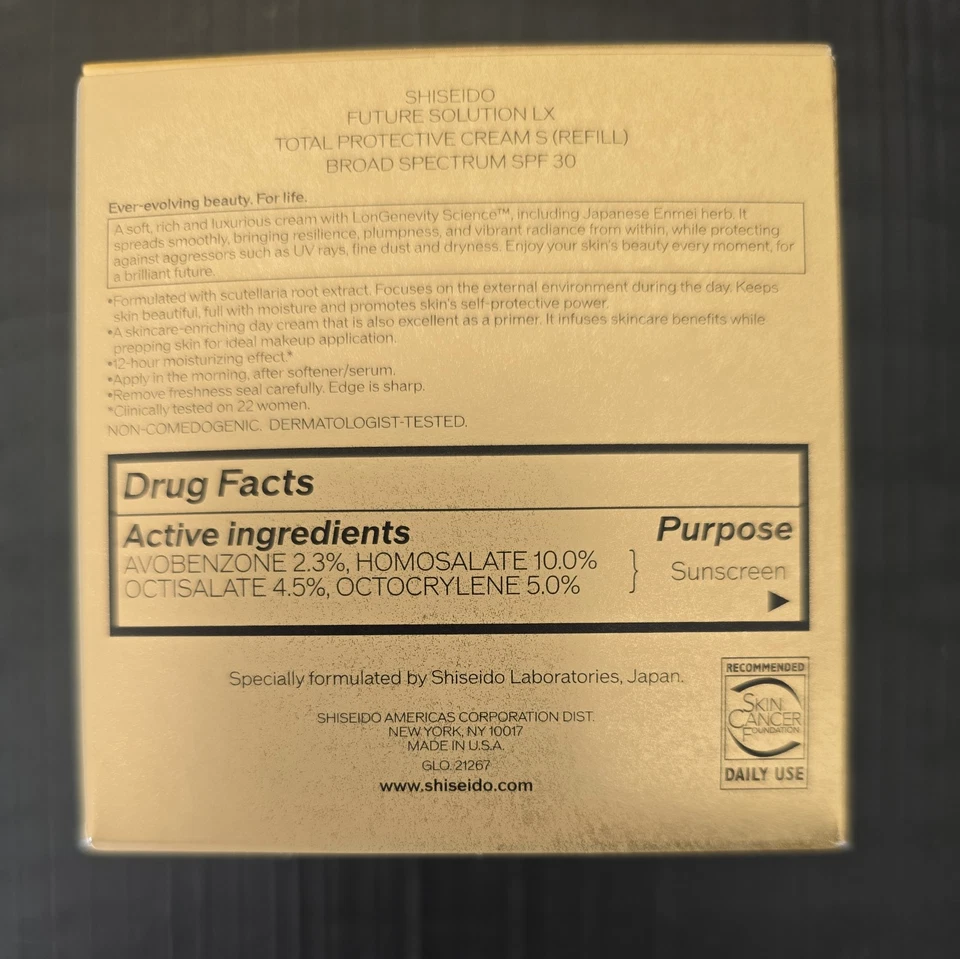 SHISEIDO
FUTURE SOLUTION LX
TOTAL PROTECTIVE CREAM S (REFILL)
BROAD SPECTRUM SPF 30
Ever-evolving beauty. For life.
A soft, rich and luxurious cream with LonGenevity Science™, including Japanese Enmei herb. It
spreads smoothly, bringing resilience, plumpness, and vibrant radiance from within, while protecting
against aggressors such as UV rays, fine dust and dryness. Enjoy your skin's beauty every moment, for
a brilliant future.
•Formulated with scutellaria root extract. Focuses on the external environment during the day. Keeps
skin beautiful, full with moisture and promotes skin's self-protective power.
•A skincare-enriching day cream that is also excellent as a primer. It infuses skincare benefits while
prepping skin for ideal makeup application.
•12-hour moisturizing effect.*
•Apply in the morning, after softener/serum.
•Remove freshness seal carefully. Edge is sharp.
*Clinically tested on 22 women.
NON-COMEDOGENIC. DERMATOLOGIST-TESTED.
Drug Facts
Active ingredients Purpose
AVOBENZONE 2.3%, HOMOSALATE 10.0%
OCTISALATE 4.5%, OCTOCRYLENE 5.0% } Sunscreen
Specially formulated by Shiseido Laboratories, Japan.
SHISEIDO AMERICAS CORPORATION DIST.
NEW YORK, NY 10017
MADE IN U.S.A.
GLO. 21267
www.shiseido.com
RECOMMENDED
SKIN
CANCER
FOUNDATION
DAILY USE